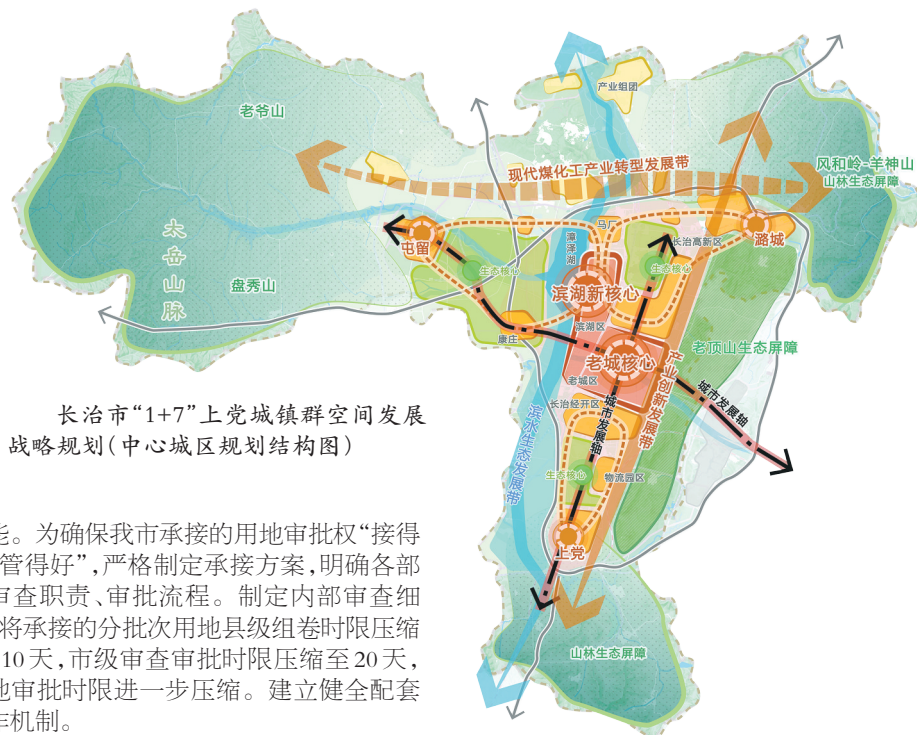 产业组团
老爷山
风和岭-羊神山
山林生态屏障
现代煤化工产业转型发展带
太岳山脉
马厂
漳泽湖
长治高新区
潞城
屯留
生态核心
生态核心
盘秀山
滨湖新核心
滨湖区
康庄
老顶山生态屏障
老城核心
老城区
产业创新发展带
城市发展轴
长治经开区
城市发展轴
滨水生态发展带
生态核心
物流园区
上党
山林生态屏障
长治市“1+7”上党城镇群空间发展
战略规划(中心城区规划结构图)
能。为确保我市承接的用地审批权“接得
管得好”,严格制定承接方案,明确各部
审查职责、审批流程。制定内部审查细
将承接的分批次用地县级组卷时限压缩
10天,市级审查审批时限压缩至20天,
地审批时限进一步压缩。建立健全配套
作机制。